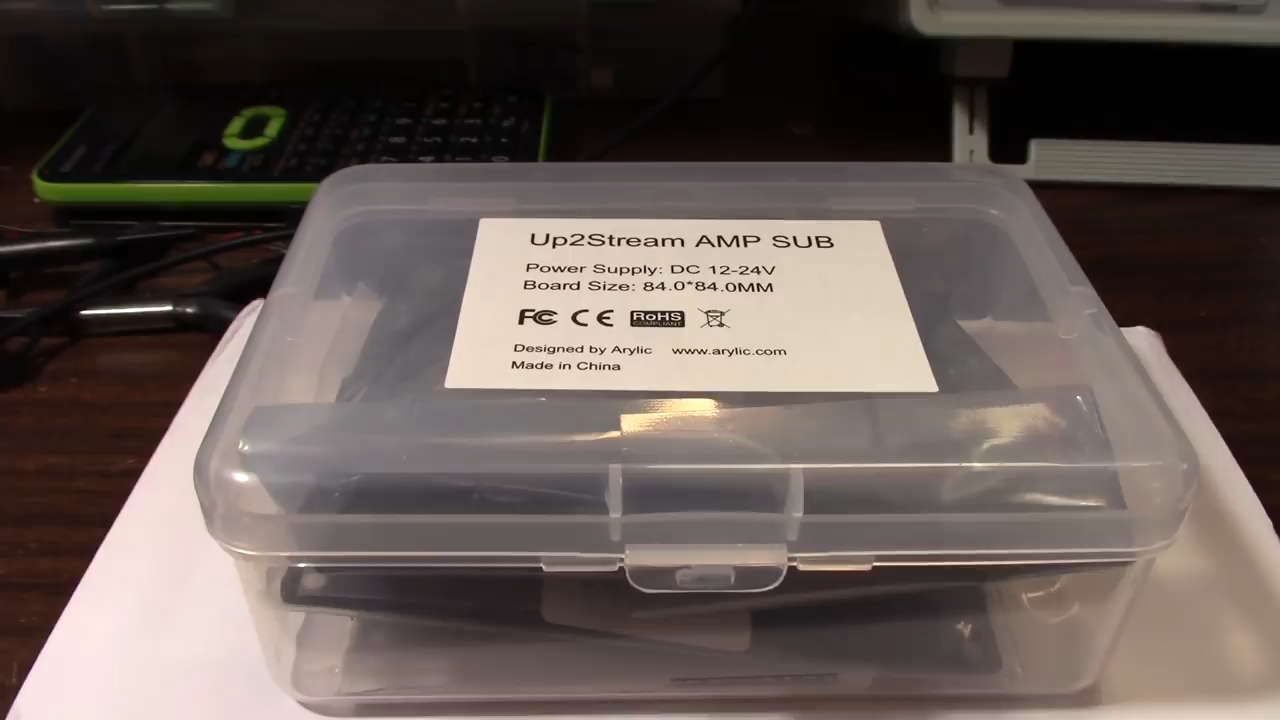 Up2Stream AMP SUB
Power Supply: DC 12-24V
Board Size: 84.0*84.0MM
FC CE RoHS
COMPLIANT
Designed by Arylic www.arylic.com
Made in China